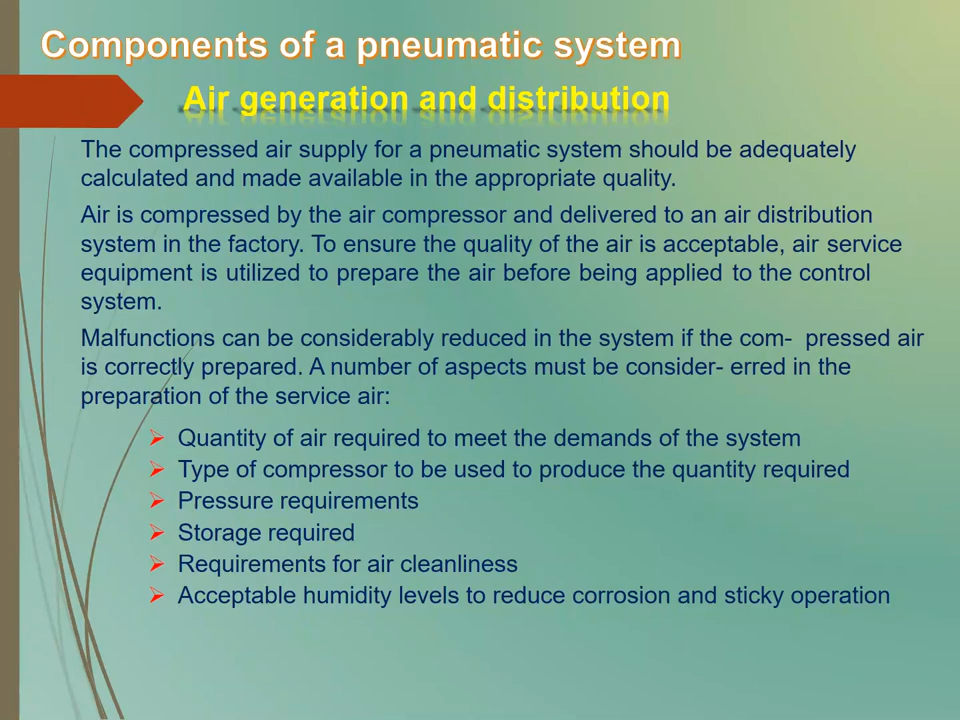 Components of a pneumatic system
Air generation and distribution
The compressed air supply for a pneumatic system should be adequately
calculated and made available in the appropriate quality.
Air is compressed by the air compressor and delivered to an air distribution
system in the factory. To ensure the quality of the air is acceptable, air service
equipment is utilized to prepare the air before being applied to the control
system.
Malfunctions can be considerably reduced in the system if the com- pressed air
is correctly prepared. A number of aspects must be consider- erred in the
preparation of the service air:
Quantity of air required to meet the demands of the system
Type of compressor to be used to produce the quantity required
Pressure requirements
Storage required
Requirements for air cleanliness
Acceptable humidity levels to reduce corrosion and sticky operation